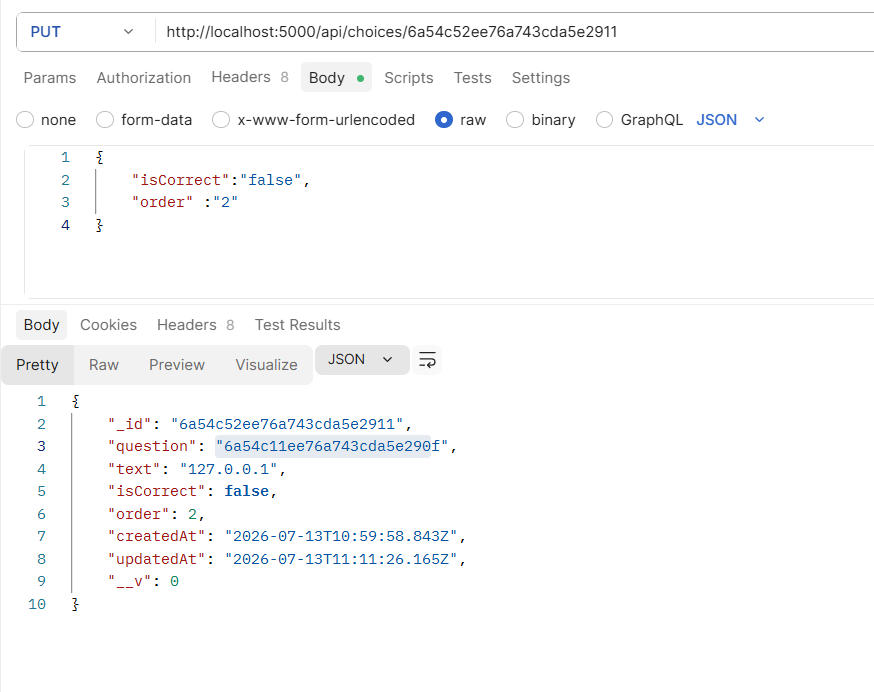 PUT http://localhost:5000/api/choices/6a54c52ee76a743cda5e2911
Params Authorization Headers 8 Body Scripts Tests Settings
none form-data x-www-form-urlencoded raw binary GraphQL JSON
1 {
2 "isCorrect":"false",
3 "order" :"2"
4 }
Body Cookies Headers 8 Test Results
Pretty Raw Preview Visualize JSON
1 {
2 "_id": "6a54c52ee76a743cda5e2911",
3 "question": "6a54c11ee76a743cda5e290f",
4 "text": "127.0.0.1",
5 "isCorrect": false,
6 "order": 2,
7 "createdAt": "2026-07-13T10:59:58.843Z",
8 "updatedAt": "2026-07-13T11:11:26.165Z",
9 "__v": 0
10 }